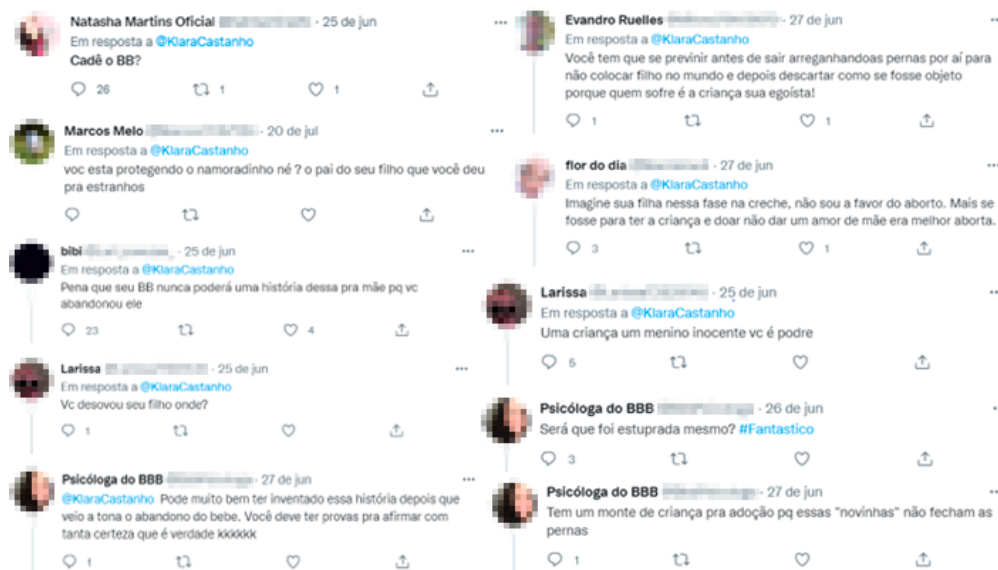 Natasha Martins Oficial · 25 de jun
Em resposta a @KlaraCastanho
Cadê o BB?
26 1 1
Marcos Melo · 20 de jul
Em resposta a @KlaraCastanho
voc esta protegendo o namoradinho né ? o pai do seu filho que você deu
pra estranhos
bibi · 25 de jun
Em resposta a @KlaraCastanho
Pena que seu BB nunca poderá uma história dessa pra mãe pq vc
abandonou ele
23 4
Larissa · 25 de jun
Em resposta a @KlaraCastanho
Vc desovou seu filho onde?
1
Psicóloga do BBB · 27 de jun
@KlaraCastanho Pode muito bem ter inventado essa história depois que
veio a tona o abandono do bebe. Você deve ter provas pra afirmar com
tanta certeza que é verdade kkkkkk
1
Evandro Ruelles · 27 de jun
Em resposta a @KlaraCastanho
Você tem que se previnir antes de sair arreganhandoas pernas por aí para
não colocar filho no mundo e depois descartar como se fosse objeto
porque quem sofre é a criança sua egoísta!
1 1
flor do dia · 27 de jun
Em resposta a @KlaraCastanho
Imagine sua filha nessa fase na creche, não sou a favor do aborto. Mais se
fosse para ter a criança e doar não dar um amor de mãe era melhor aborta.
3 1
Larissa · 25 de jun
Em resposta a @KlaraCastanho
Uma criança um menino inocente vc é podre
5
Psicóloga do BBB · 26 de jun
Será que foi estuprada mesmo? #Fantastico
3
Psicóloga do BBB · 27 de jun
Tem um monte de criança pra adoção pq essas "novinhas" não fecham as
pernas
1